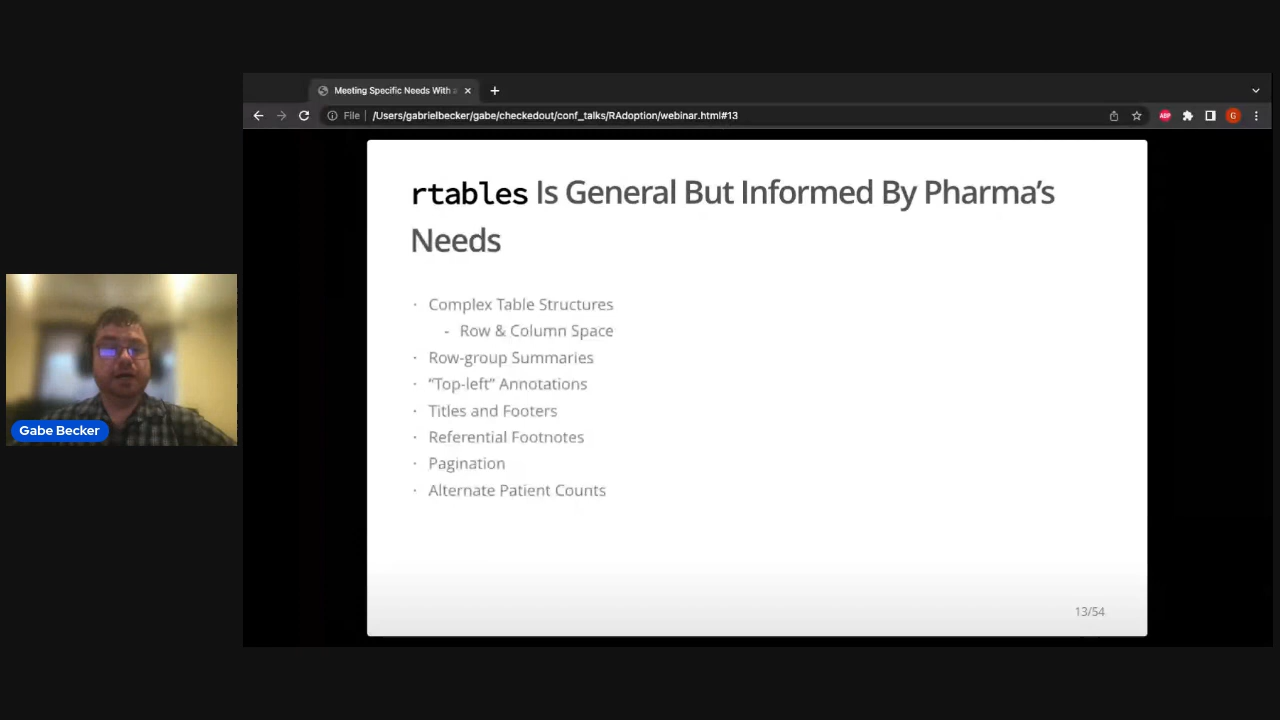 Meeting Specific Needs With a
File
/Users/gabrielbecker/gabe/checkedout/conf_talks/RAdoption/webinar.html#13
ABP
G
rtables Is General But Informed By Pharma's
Needs
· Complex Table Structures
- Row & Column Space
· Row-group Summaries
· “Top-left” Annotations
· Titles and Footers
· Referential Footnotes
· Pagination
· Alternate Patient Counts
13/54
Gabe Becker